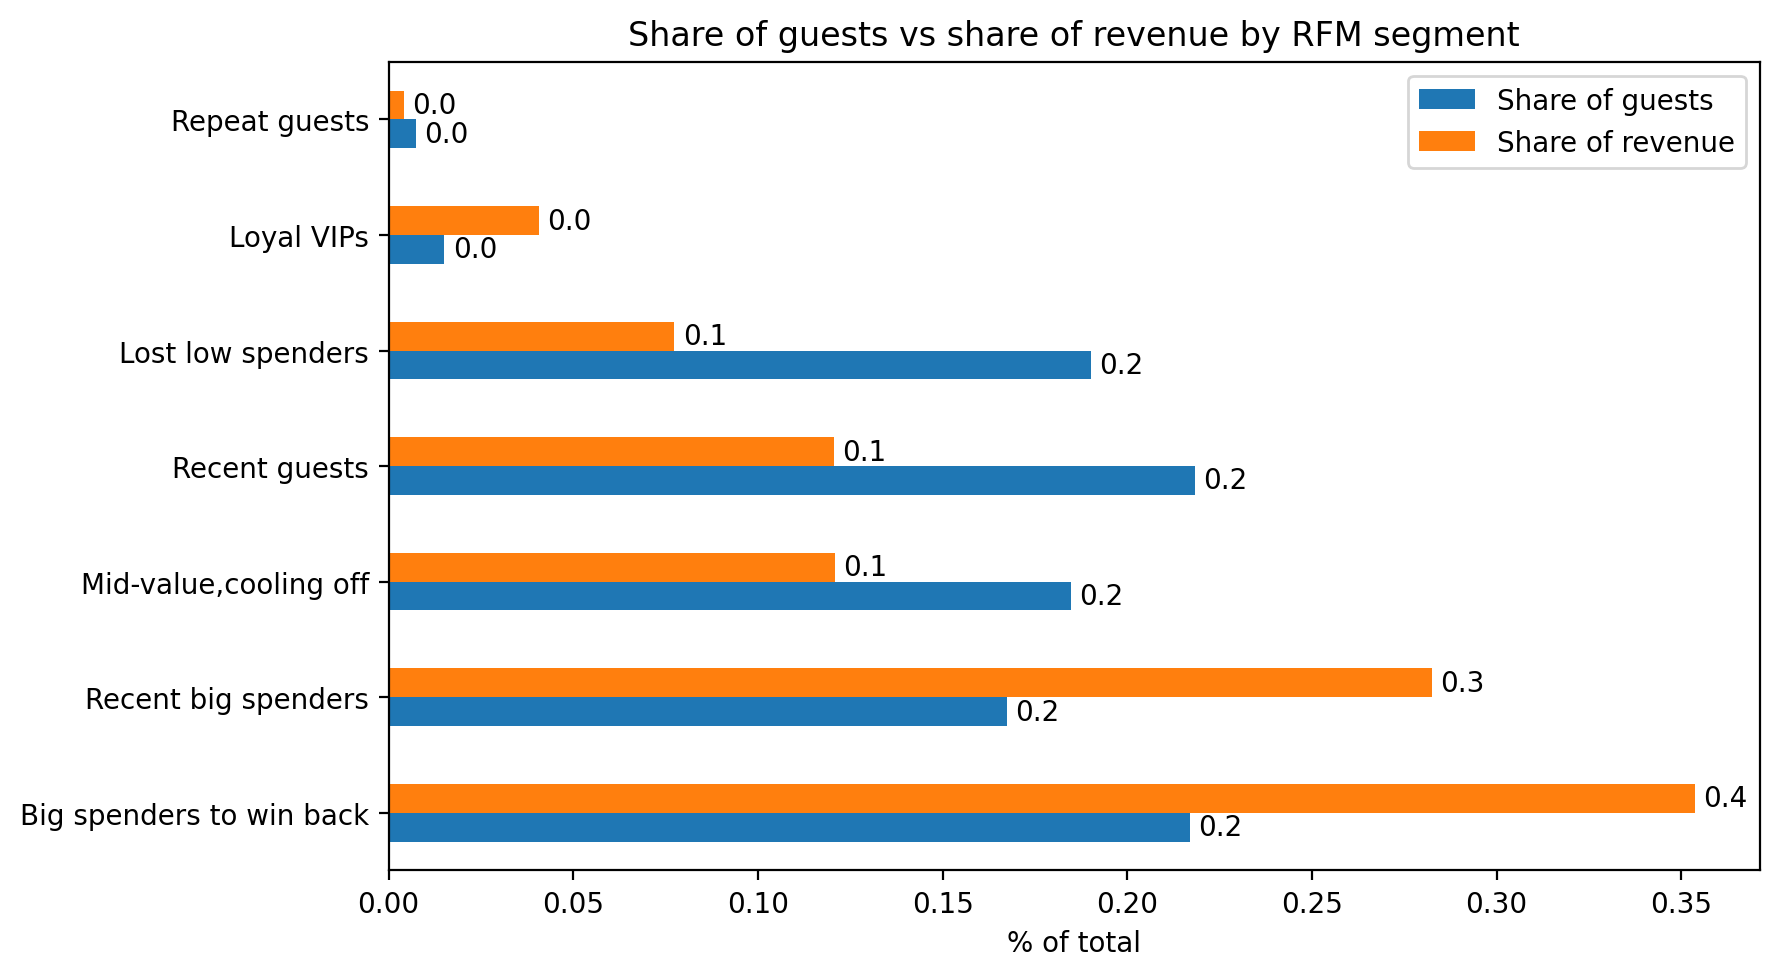 Share of guests vs share of revenue by RFM segment
Share of guests
Share of revenue
Repeat guests
0.0
0.0
Loyal VIPs
0.0
0.0
Lost low spenders
0.1
0.2
Recent guests
0.1
0.2
Mid-value,cooling off
0.1
0.2
Recent big spenders
0.3
0.2
Big spenders to win back
0.4
0.2
0.00 0.05 0.10 0.15 0.20 0.25 0.30 0.35
% of total